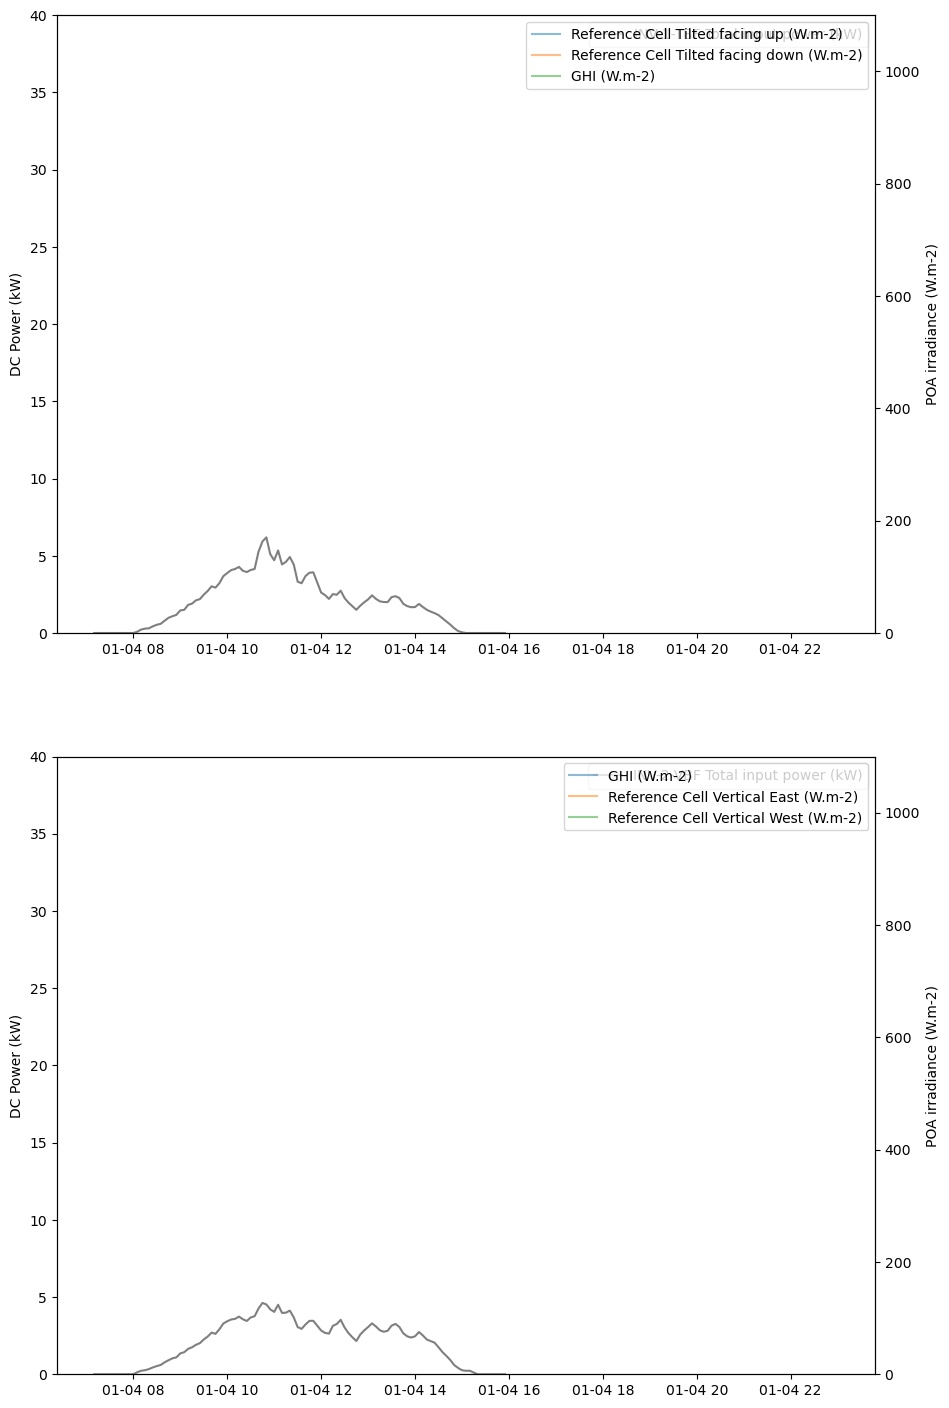 40
35
30
25
20
15
10
5
0
DC Power (kW)
Reference Cell Tilted facing up (W.m-2)
Reference Cell Tilted facing down (W.m-2)
GHI (W.m-2)
1000
800
600
400
200
0
POA irradiance (W.m-2)
01-04 08 01-04 10 01-04 12 01-04 14 01-04 16 01-04 18 01-04 20 01-04 22
40
35
30
25
20
15
10
5
0
DC Power (kW)
GHI (W.m-2) Total input power (kW)
Reference Cell Vertical East (W.m-2)
Reference Cell Vertical West (W.m-2)
1000
800
600
400
200
0
POA irradiance (W.m-2)
01-04 08 01-04 10 01-04 12 01-04 14 01-04 16 01-04 18 01-04 20 01-04 22